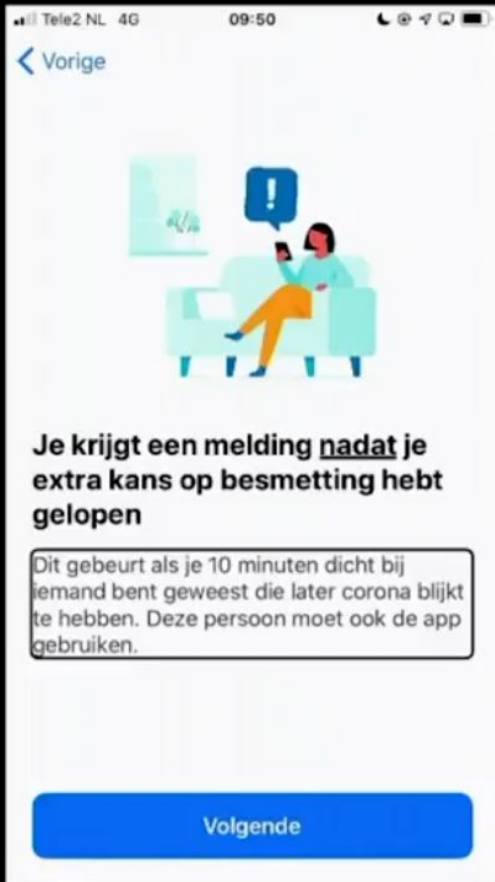 Tele2 NL 4G 09:50
Vorige
!
Je krijgt een melding nadat je
extra kans op besmetting hebt
gelopen
Dit gebeurt als je 10 minuten dicht bij
iemand bent geweest die later corona blijkt
te hebben. Deze persoon moet ook de app
gebruiken.
Volgende